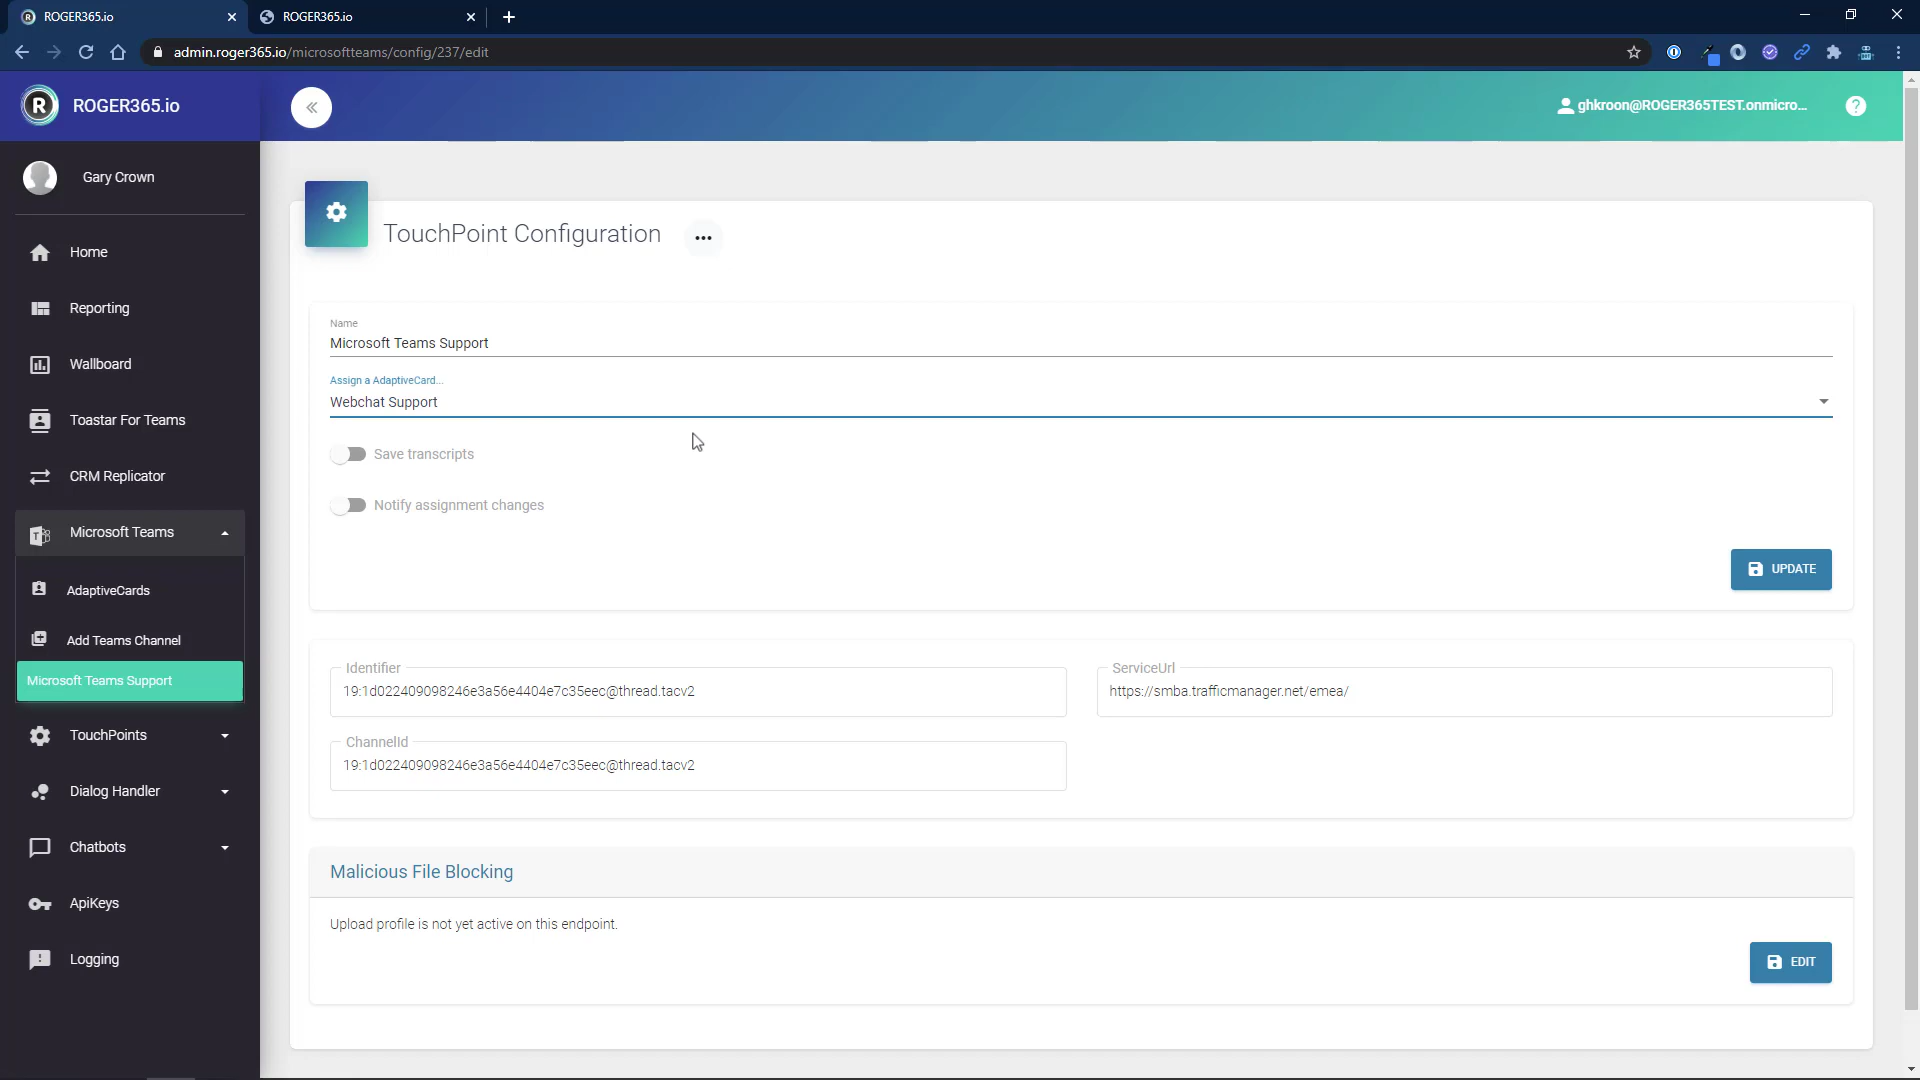 ROGER365.io
ROGER365.io
admin.roger365.io/microsoftteams/config/237/edit
R ROGER365.io
ghkroon@ROGER365TEST.onmicro...
Gary Crown
Home
Reporting
Wallboard
Toastar For Teams
CRM Replicator
Microsoft Teams
AdaptiveCards
Add Teams Channel
Microsoft Teams Support
TouchPoints
Dialog Handler
Chatbots
ApiKeys
Logging
TouchPoint Configuration
Name
Microsoft Teams Support
Assign a AdaptiveCard...
Webchat Support
Save transcripts
Notify assignment changes
UPDATE
Identifier
19:1d022409098246e3a56e4404e7c35eec@thread.tacv2
ServiceUrl
https://smba.trafficmanager.net/emea/
ChannelId
19:1d022409098246e3a56e4404e7c35eec@thread.tacv2
Malicious File Blocking
Upload profile is not yet active on this endpoint.
EDIT